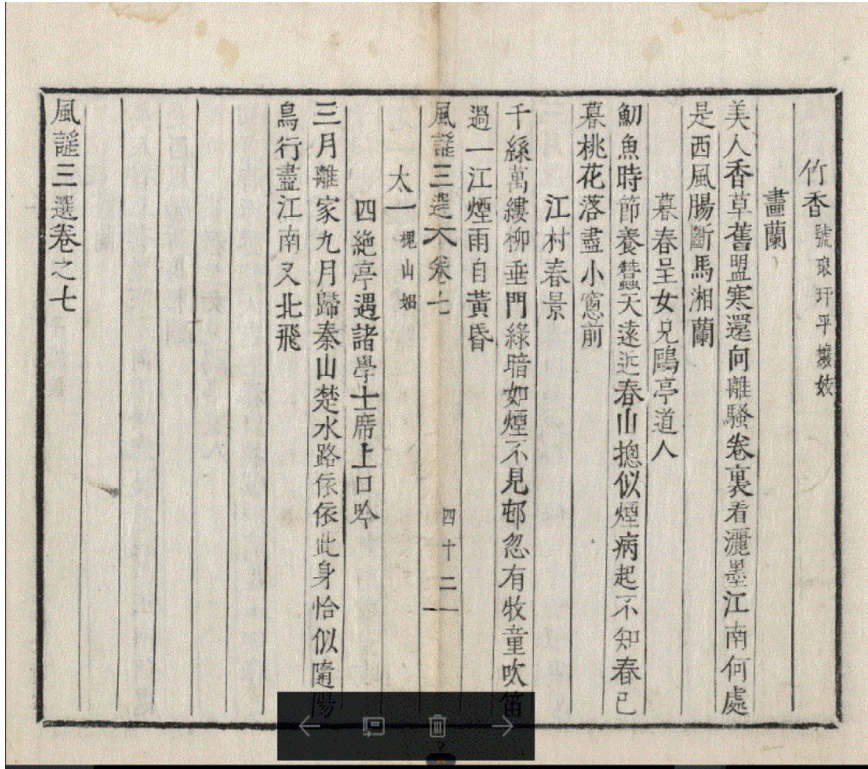 竹香 號琅玕平壤妓
畵蘭
美人香草舊盟寒還向離騷卷裏看灑墨江南何處
是西風腸斷馬湘蘭
暮春呈女兄鷗亭道人
魛魚時節養蠶天遠近春山摠似煙病起不知春已
暮桃花落盡小窓前
江村春景
千絲萬縷柳垂門綠暗如煙不見邨忽有牧童吹笛
過一江煙雨自黃昏
風謠三選 卷七 四十二
太一 山娼
四絶亭遇諸學士席上口吟
三月離家九月歸秦山楚水路依依此身恰似隨陽
鳥行盡江南又北飛
風謠三選卷之七